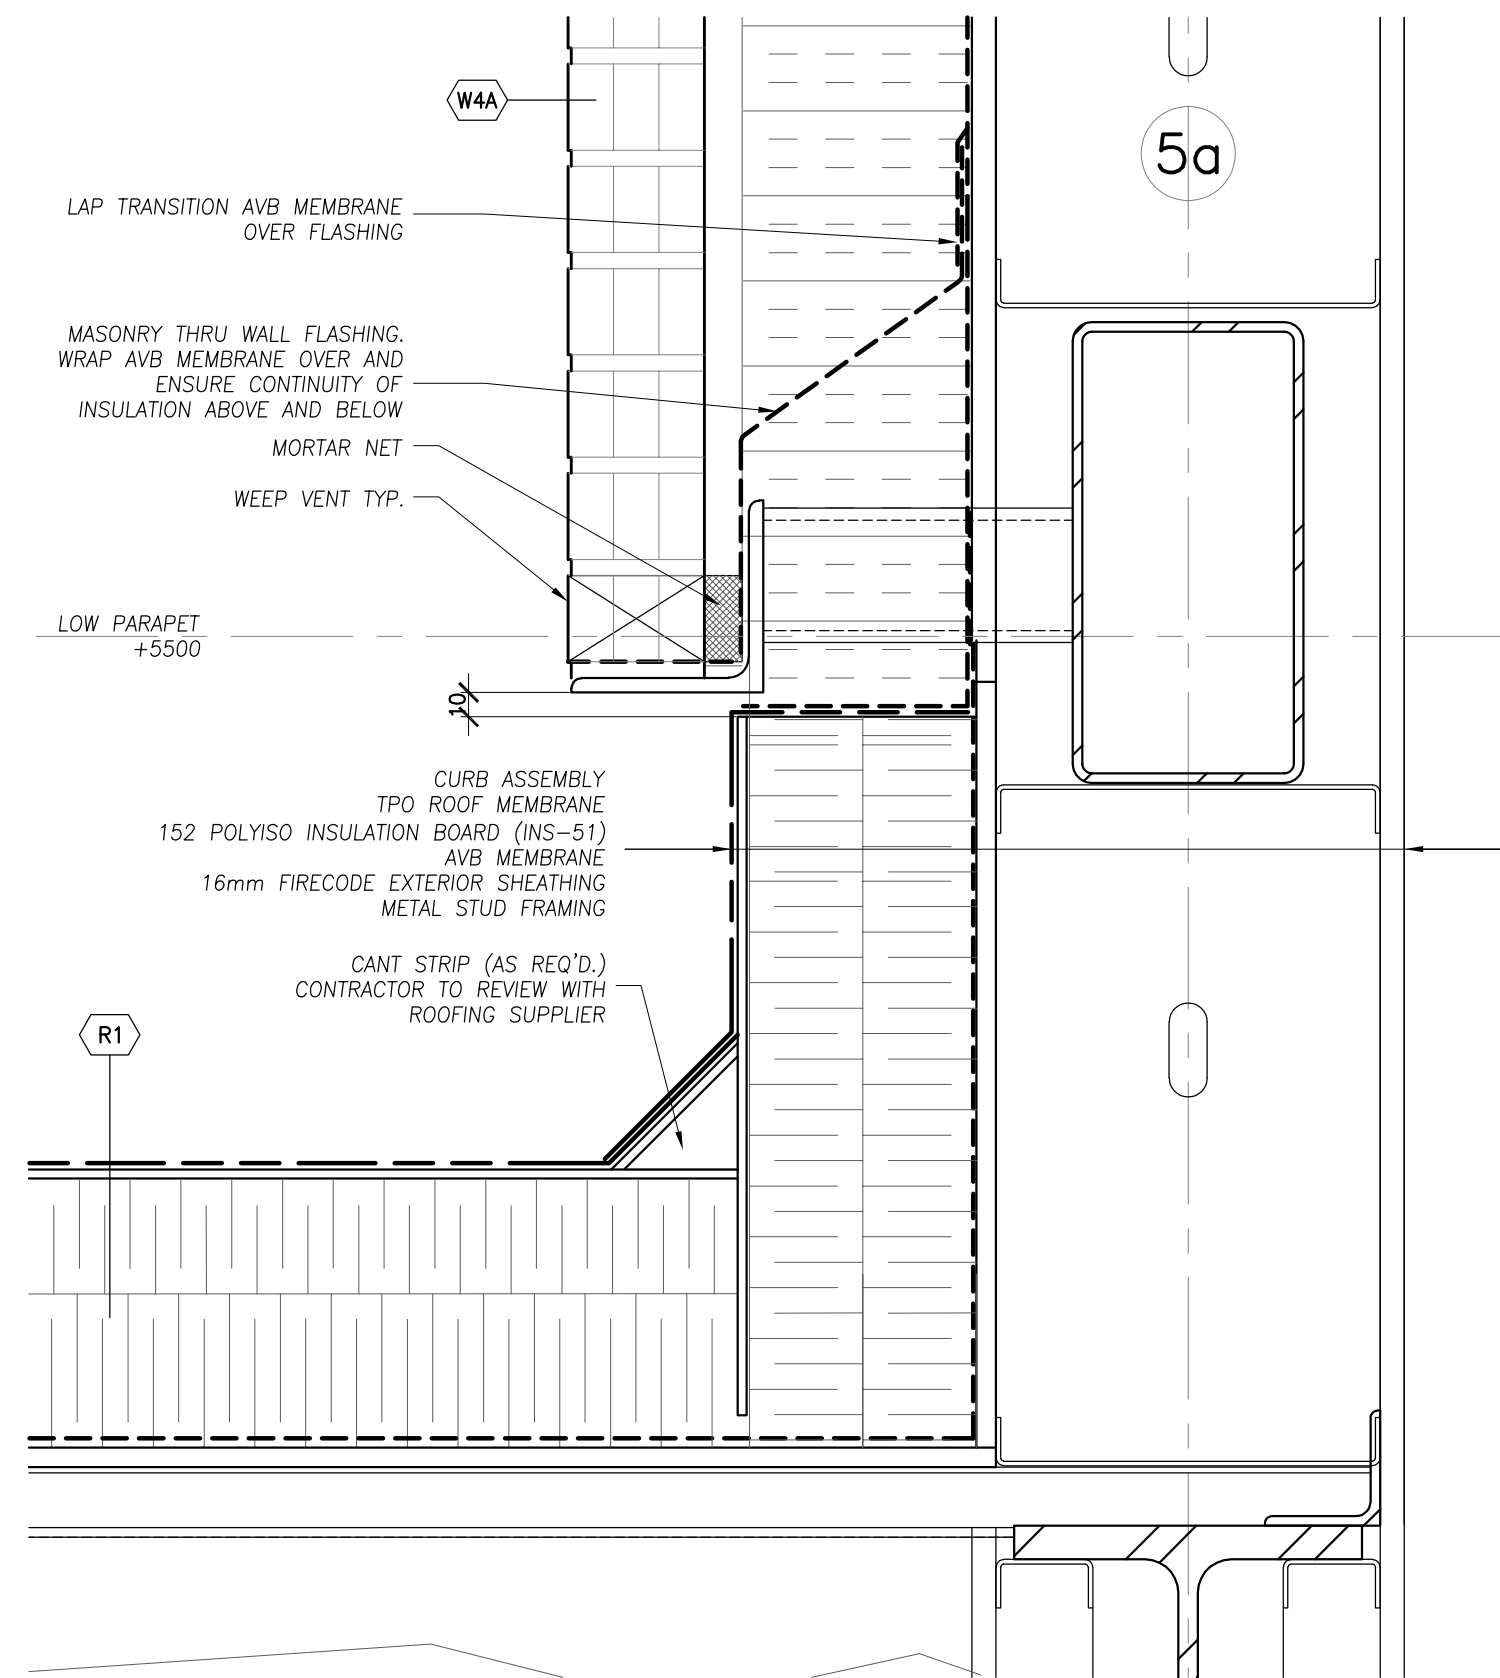 W4A
5a
LAP TRANSITION AVB MEMBRANE
OVER FLASHING
MASONRY THRU WALL FLASHING.
WRAP AVB MEMBRANE OVER AND
ENSURE CONTINUITY OF
INSULATION ABOVE AND BELOW
MORTAR NET
WEEP VENT TYP.
LOW PARAPET
+5500
10
CURB ASSEMBLY
TPO ROOF MEMBRANE
152 POLYISO INSULATION BOARD (INS-51)
AVB MEMBRANE
16mm FIRECODE EXTERIOR SHEATHING
METAL STUD FRAMING
CANT STRIP (AS REQ'D.)
CONTRACTOR TO REVIEW WITH
ROOFING SUPPLIER
R1